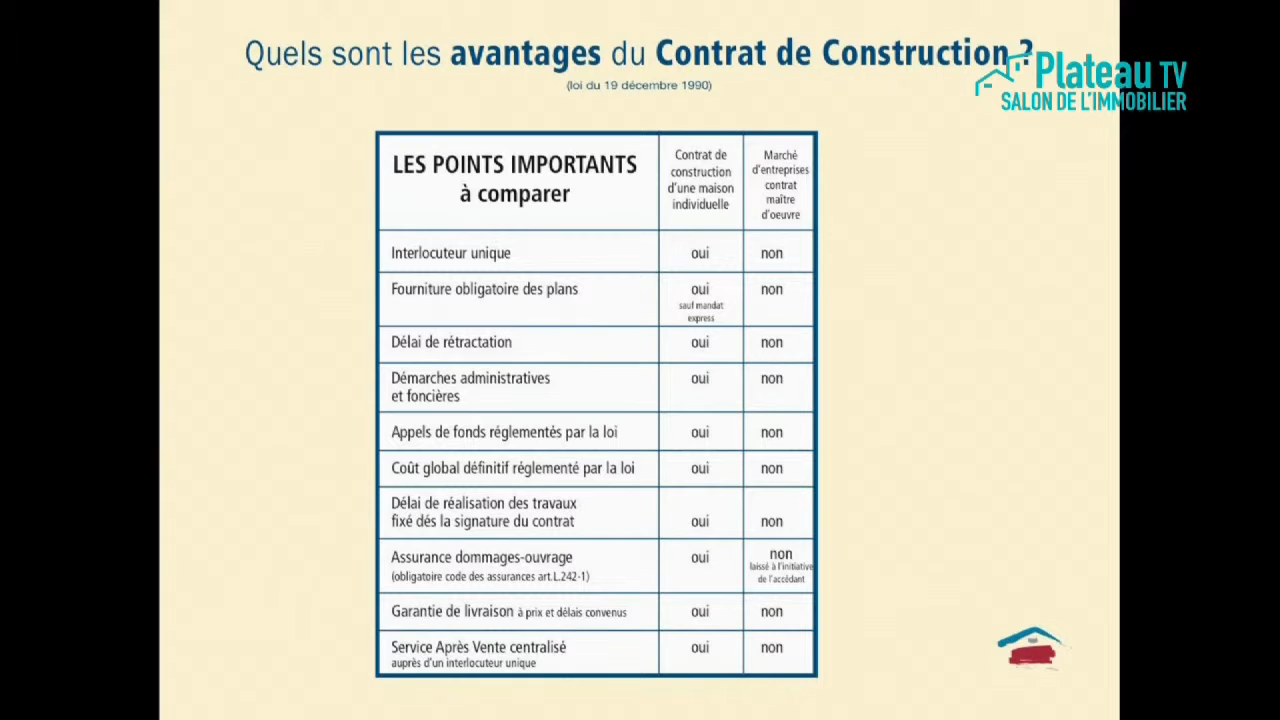 Quels sont les avantages du Contrat de Construction ?
(loi du 19 décembre 1990)
Plateau TV
SALON DE L'IMMOBILIER
LES POINTS IMPORTANTS
à comparer
Contrat de
construction
d'une maison
individuelle
Marché
d'entreprises
contrat
maître
d'oeuvre
Interlocuteur unique oui non
Fourniture obligatoire des plans oui non
sauf mandat
express
Délai de rétractation oui non
Démarches administratives oui non
et foncières
Appels de fonds réglementés par la loi oui non
Coût global définitif réglementé par la loi oui non
Délai de réalisation des travaux
fixé dés la signature du contrat oui non
Assurance dommages-ouvrage oui non
(obligatoire code des assurances art.L.242-1)
laissé à l'initiative
de l'accédant
Garantie de livraison à prix et délais convenus oui non
Service Après Vente centralisé oui non
auprès d'un interlocuteur unique